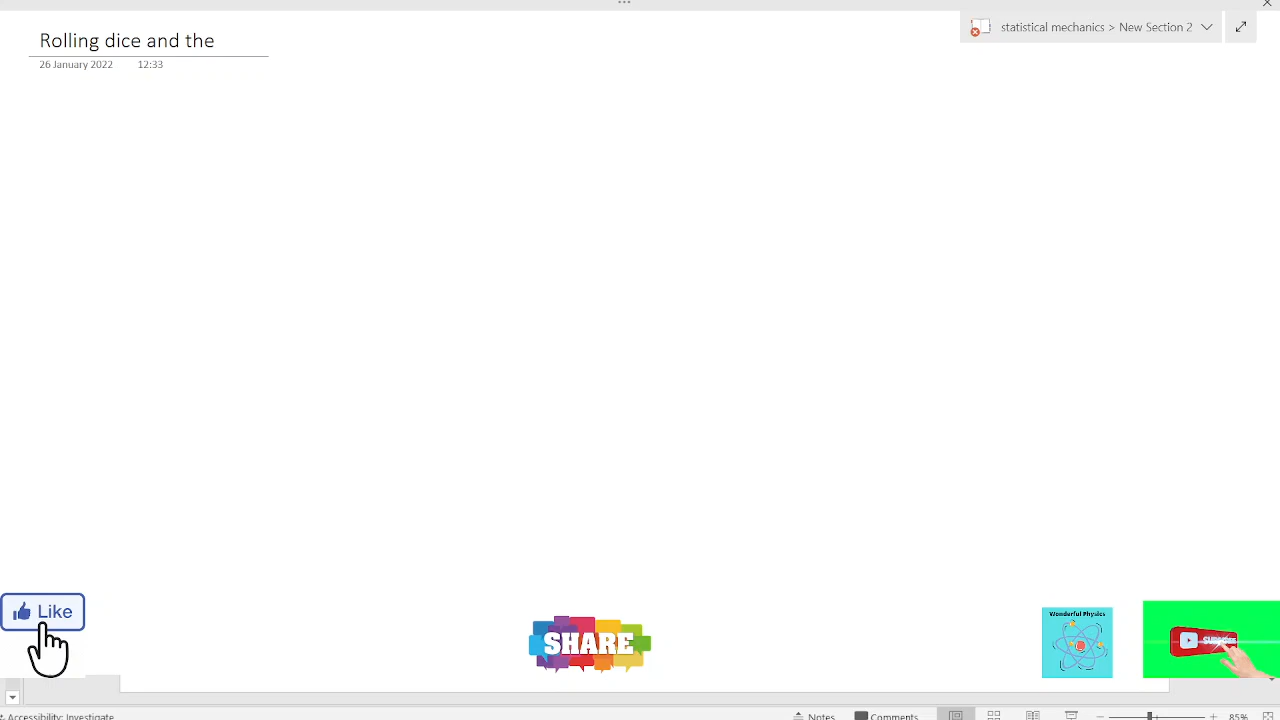 Rolling dice and the
statistical mechanics > New Section 2
26 January 2022 12:33
Like
SHARE
Wonderful Physics
Accessibility: Investigate
Notes
Comments
85%